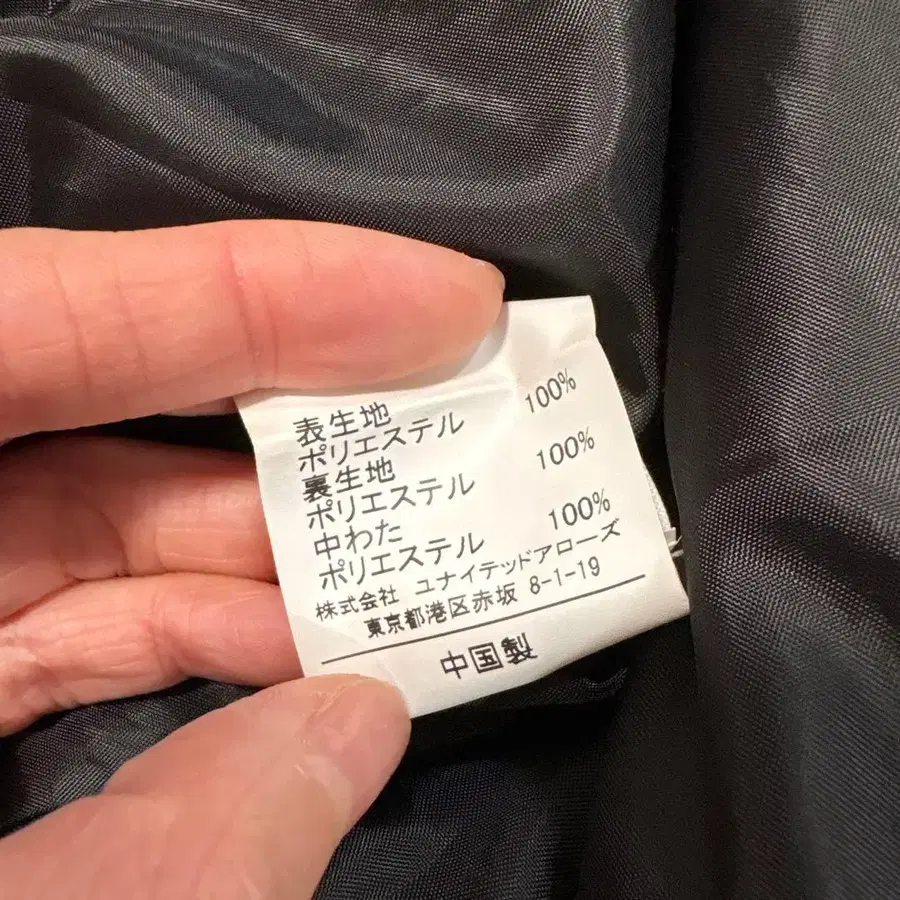 表生地
ポリエステル 100%
裏生地
ポリエステル 100%
中わた
ポリエステル 100%
株式会社 ユナイテッドアローズ
東京都港区赤坂 8-1-19
中国製